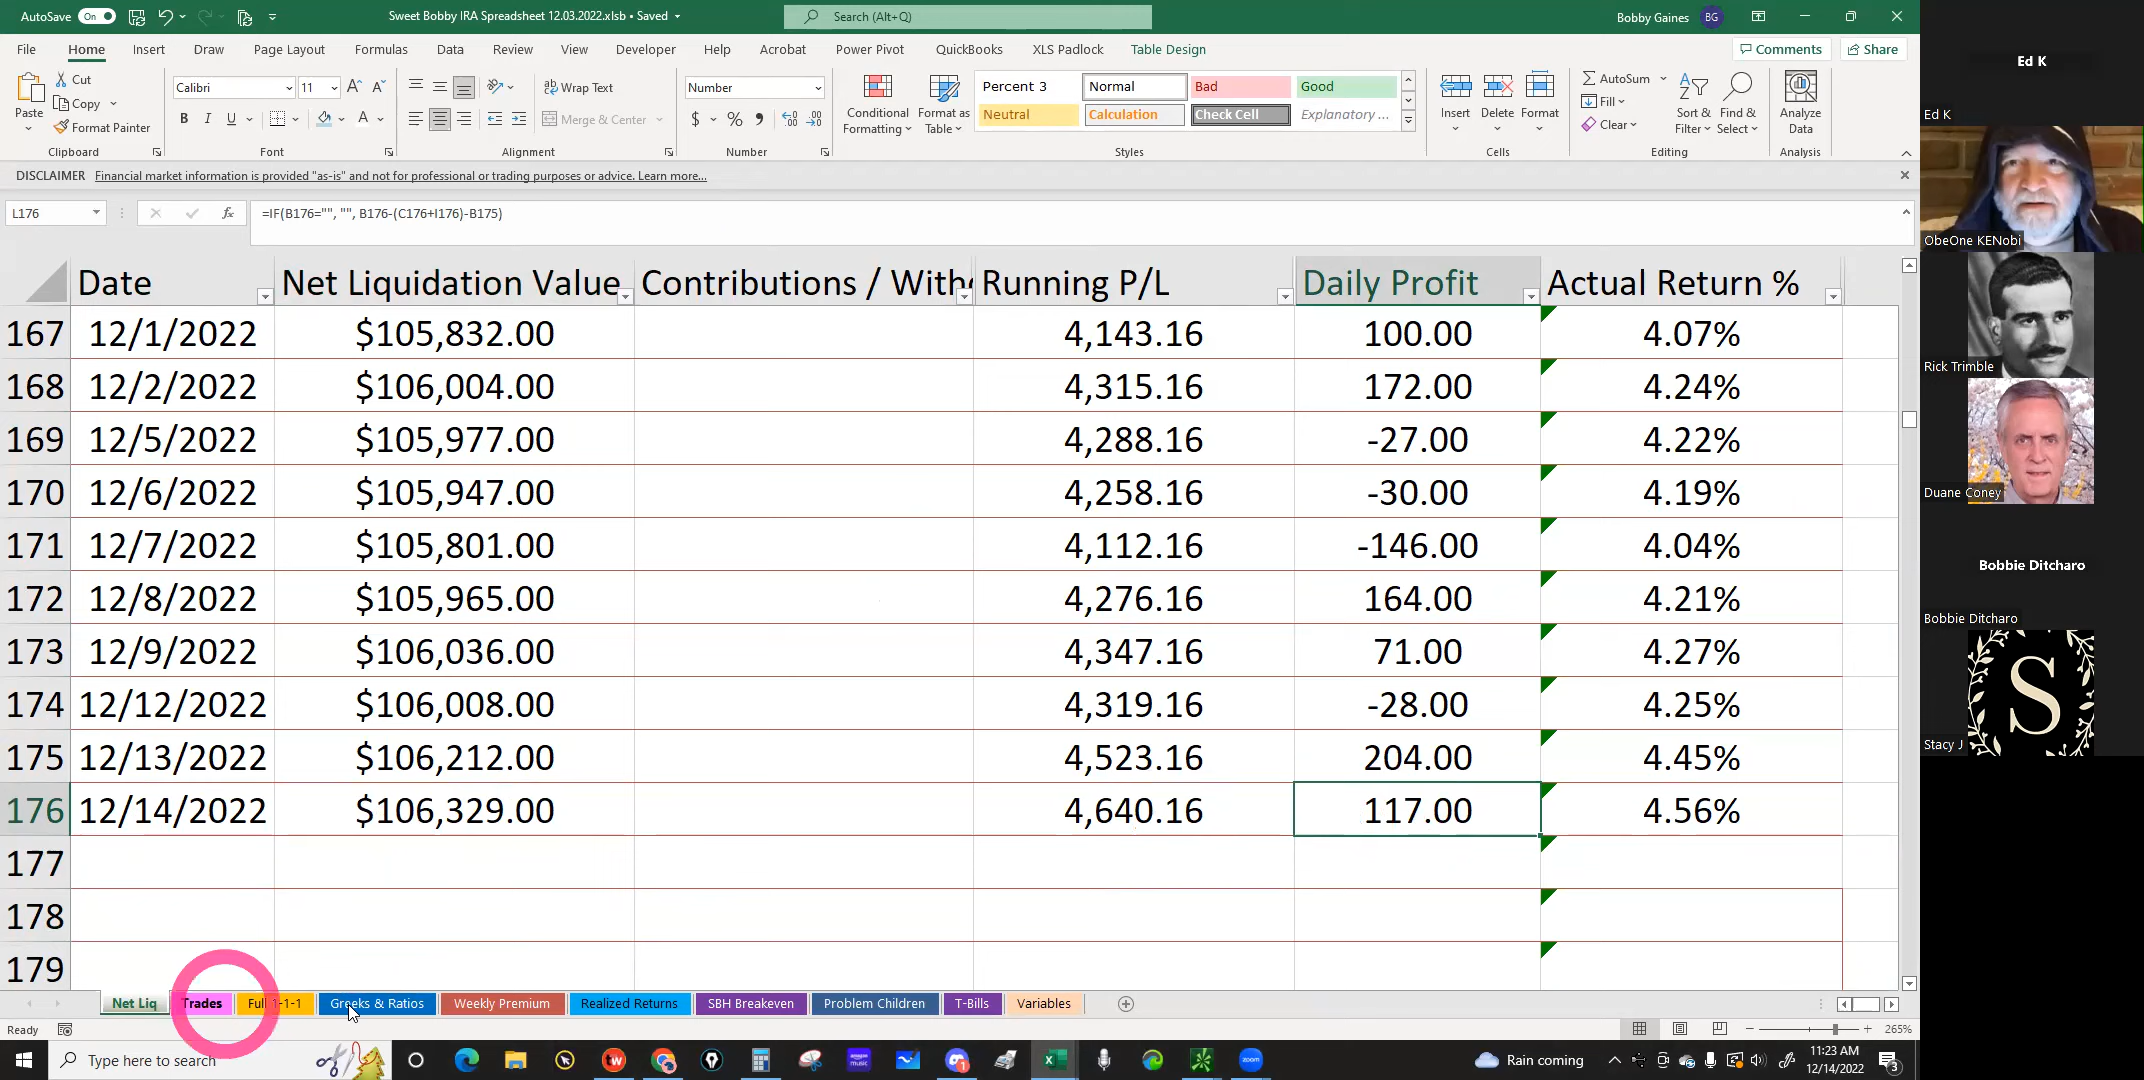 AutoSave On Sweet Bobby IRA Spreadsheet 12.03.2022.xlsb • Saved Search (Alt+Q) Bobby Gaines BG
File Home Insert Draw Page Layout Formulas Data Review View Developer Help Acrobat Power Pivot QuickBooks XLS Padlock Table Design Comments Share
Paste Cut Copy Format Painter Clipboard
Calibri 11 B I U A Font
Wrap Text Merge & Center Alignment
Number $ % Number
Conditional Formatting Format as Table
Percent 3 Normal Bad Good
Neutral Calculation Check Cell Explanatory ...
Styles
Insert Delete Format Cells
AutoSum Fill Clear Sort & Filter Find & Select Editing
Analyze Data Analysis
DISCLAIMER Financial market information is provided "as-is" and not for professional or trading purposes or advice. Learn more...
L176 fx =IF(B176="", "", B176-(C176+I176)-B175)
Date Net Liquidation Value Contributions / Withd Running P/L Daily Profit Actual Return %
167 12/1/2022 $105,832.00 4,143.16 100.00 4.07%
168 12/2/2022 $106,004.00 4,315.16 172.00 4.24%
169 12/5/2022 $105,977.00 4,288.16 -27.00 4.22%
170 12/6/2022 $105,947.00 4,258.16 -30.00 4.19%
171 12/7/2022 $105,801.00 4,112.16 -146.00 4.04%
172 12/8/2022 $105,965.00 4,276.16 164.00 4.21%
173 12/9/2022 $106,036.00 4,347.16 71.00 4.27%
174 12/12/2022 $106,008.00 4,319.16 -28.00 4.25%
175 12/13/2022 $106,212.00 4,523.16 204.00 4.45%
176 12/14/2022 $106,329.00 4,640.16 117.00 4.56%
177
178
179
Net Liq Trades Full 1-1-1 Greeks & Ratios Weekly Premium Realized Returns SBH Breakeven Problem Children T-Bills Variables
Ready 265%
Type here to search Rain coming 11:23 AM
12/14/2022 3
Ed K
Ed K
ObeOne KENobi
Rick Trimble
Duane Coney
Bobbie Ditcharo
Bobbie Ditcharo
S
Stacy J